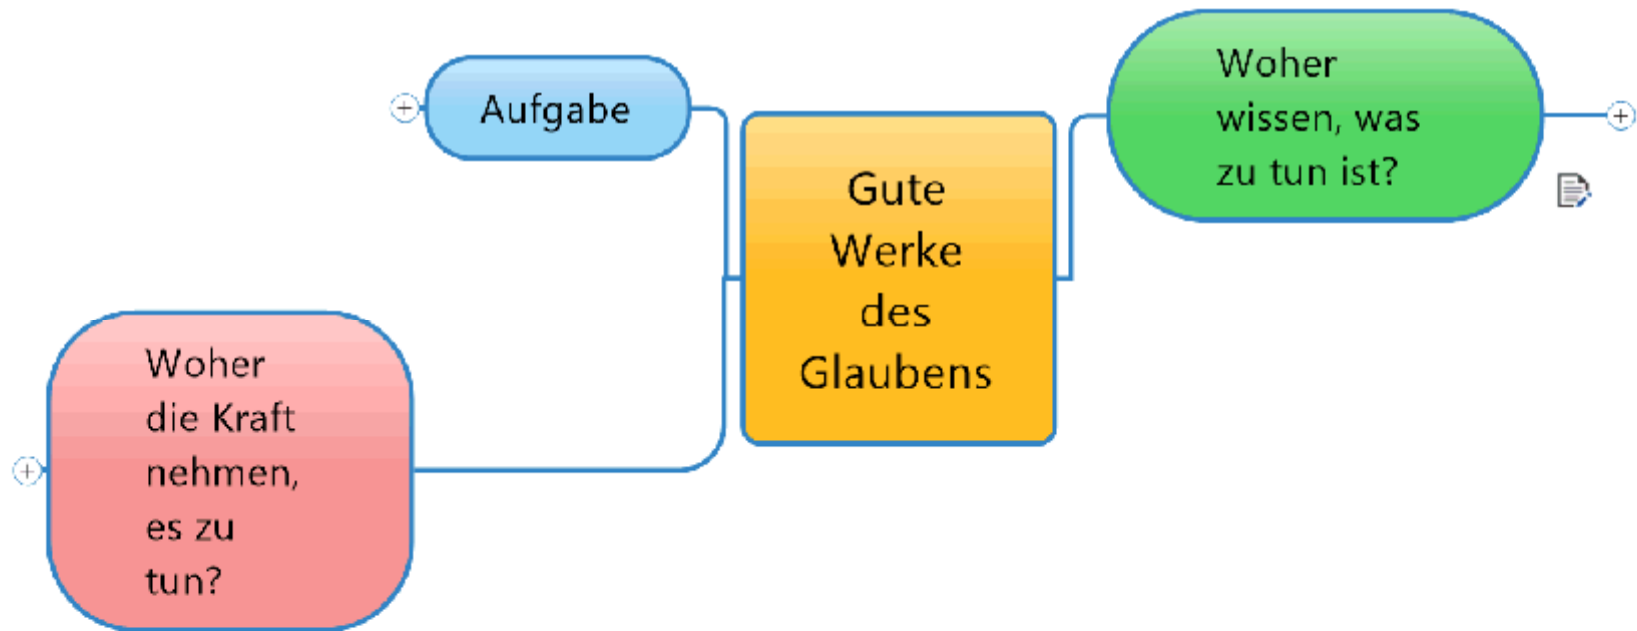 Aufgabe
Gute
Werke
des
Glaubens
Woher
wissen, was
zu tun ist?
Woher
die Kraft
nehmen,
es zu
tun?